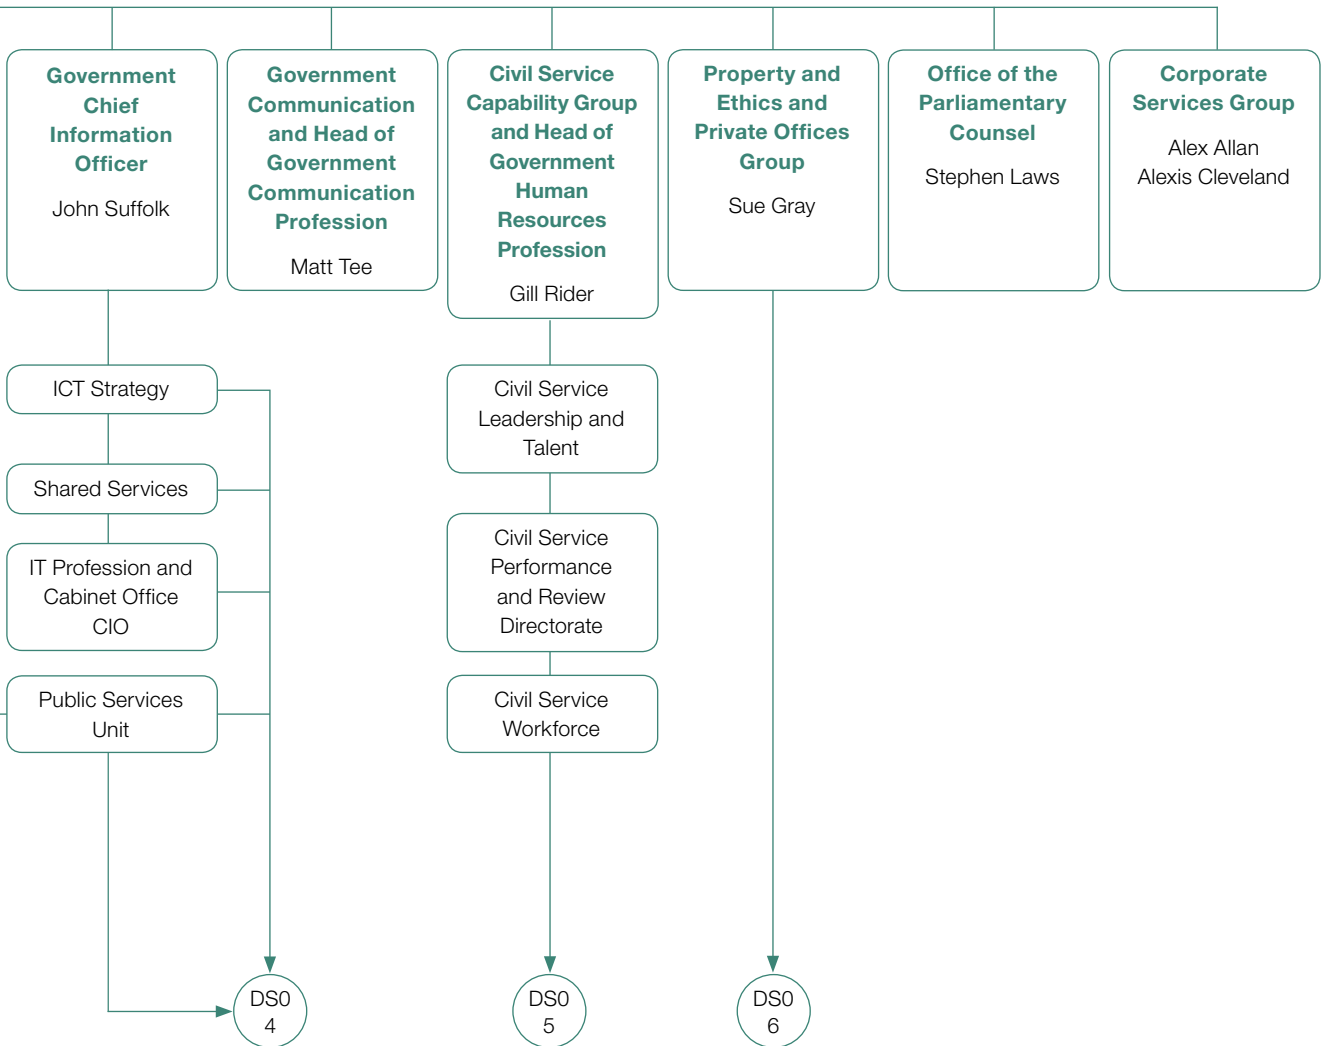 Government
Chief
Information
Officer
John Suffolk
Government
Communication
and Head of
Government
Communication
Profession
Matt Tee
Civil Service
Capability Group
and Head of
Government
Human
Resources
Profession
Gill Rider
Property and
Ethics and
Private Offices
Group
Sue Gray
Office of the
Parliamentary
Counsel
Stephen Laws
Corporate
Services Group
Alex Allan
Alexis Cleveland
ICT Strategy
Shared Services
IT Profession and
Cabinet Office
CIO
Public Services
Unit
Civil Service
Leadership and
Talent
Civil Service
Performance
and Review
Directorate
Civil Service
Workforce
DS0
4
DS0
5
DS0
6